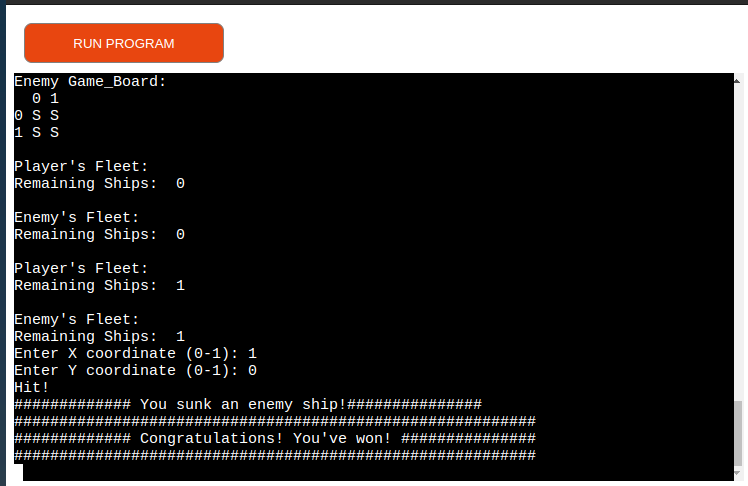 RUN PROGRAM
Enemy Game_Board:
  0 1
0 S S
1 S S
Player's Fleet:
Remaining Ships:  0
Enemy's Fleet:
Remaining Ships:  0
Player's Fleet:
Remaining Ships:  1
Enemy's Fleet:
Remaining Ships:  1
Enter X coordinate (0-1): 1
Enter Y coordinate (0-1): 0
Hit!
############# You sunk an enemy ship!###############
##########################################################
############# Congratulations! You've won! ###############
##########################################################